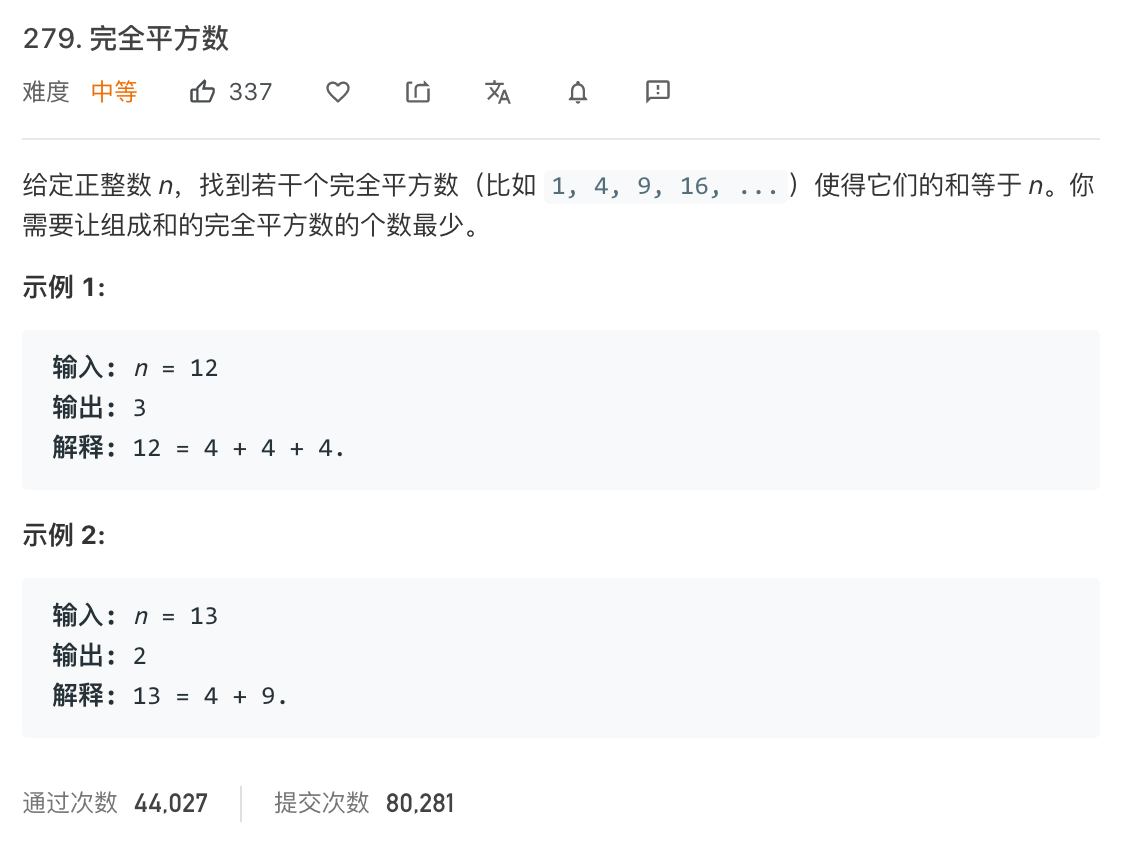 279. 完全平方数
难度 中等 337
给定正整数 n，找到若干个完全平方数（比如 1, 4, 9, 16, ...）使得它们的和等于 n。你
需要让组成和的完全平方数的个数最少。
示例 1:
输入: n = 12
输出: 3
解释: 12 = 4 + 4 + 4.
示例 2:
输入: n = 13
输出: 2
解释: 13 = 4 + 9.
通过次数 44,027 提交次数 80,281